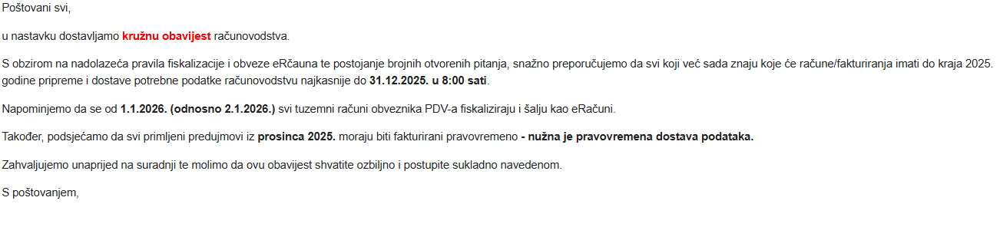 Poštovani svi,
u nastavku dostavljamo kružnu obavijest računovodstva.
S obzirom na nadolazeća pravila fiskalizacije i obveze eRčauna te postojanje brojnih otvorenih pitanja, snažno preporučujemo da svi koji već sada znaju koje će račune/fakturiranja imati do kraja 2025.
godine pripreme i dostave potrebne podatke računovodstvu najkasnije do 31.12.2025. u 8:00 sati.
Napominjemo da se od 1.1.2026. (odnosno 2.1.2026.) svi tuzemni računi obveznika PDV-a fiskaliziraju i šalju kao eRačuni.
Također, podsjećamo da svi primljeni predujmovi iz prosinca 2025. moraju biti fakturirani pravovremeno - nužna je pravovremena dostava podataka.
Zahvaljujemo unaprijed na suradnji te molimo da ovu obavijest shvatite ozbiljno i postupite sukladno navedenom.
S poštovanjem,